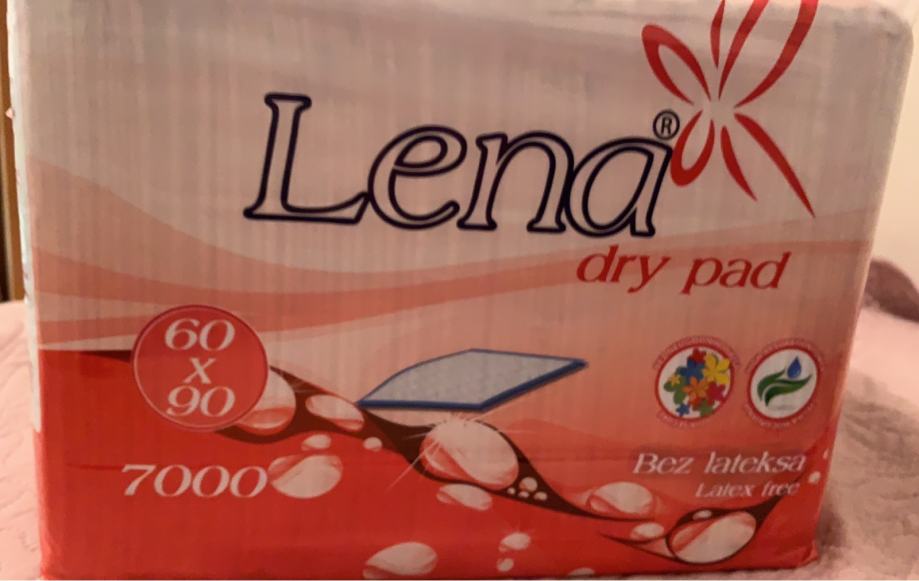 Lena®
dry pad
60
X
90
7000
Bez lateksa
Latex free